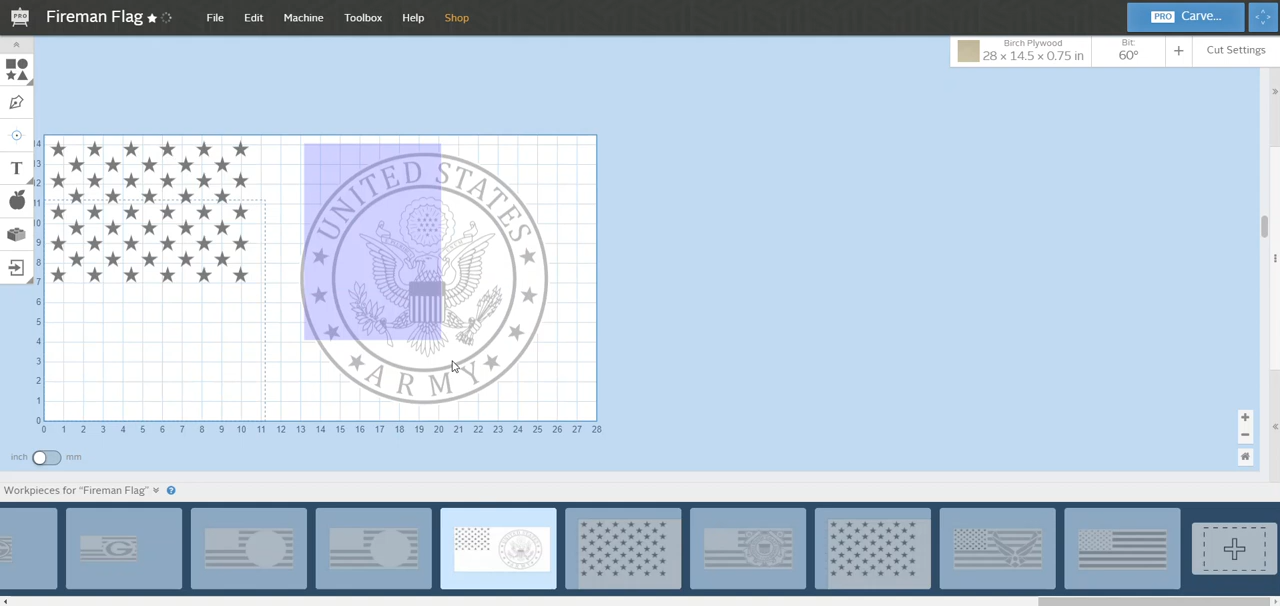 PRO
Fireman Flag
File
Edit
Machine
Toolbox
Help
Shop
PRO
Carve...
Birch Plywood
28 × 14.5 × 0.75 in
Bit:
60°
+
Cut Settings
T
14
13
12
11
10
9
8
7
6
5
4
3
2
1
0
UNITED STATES
ARMY
0 1 2 3 4 5 6 7 8 9 10 11 12 13 14 15 16 17 18 19 20 21 22 23 24 25 26 27 28
inch
mm
Workpieces for "Fireman Flag"
?
G